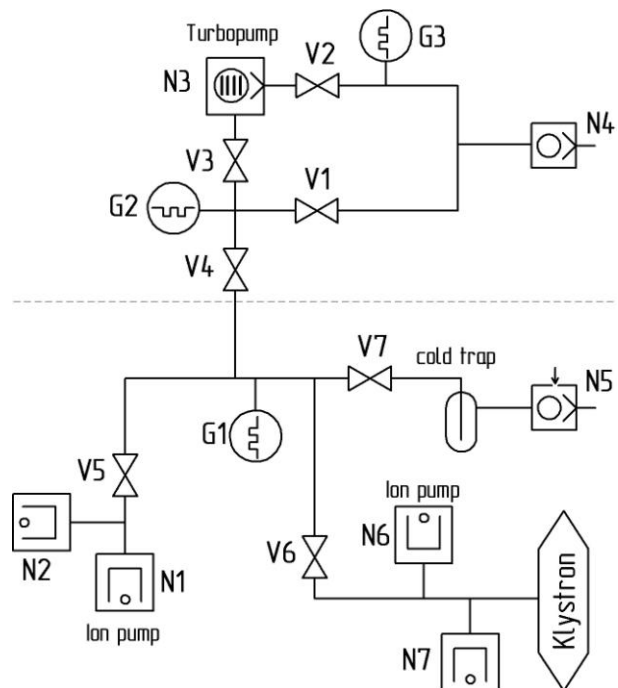 Turbopump
V2
G3
N3
N4
V3
V1
G2
V4
V7
cold trap
N5
G1
V5
Ion pump
V6
N6
N2
N1
Ion pump
N7
Klystron